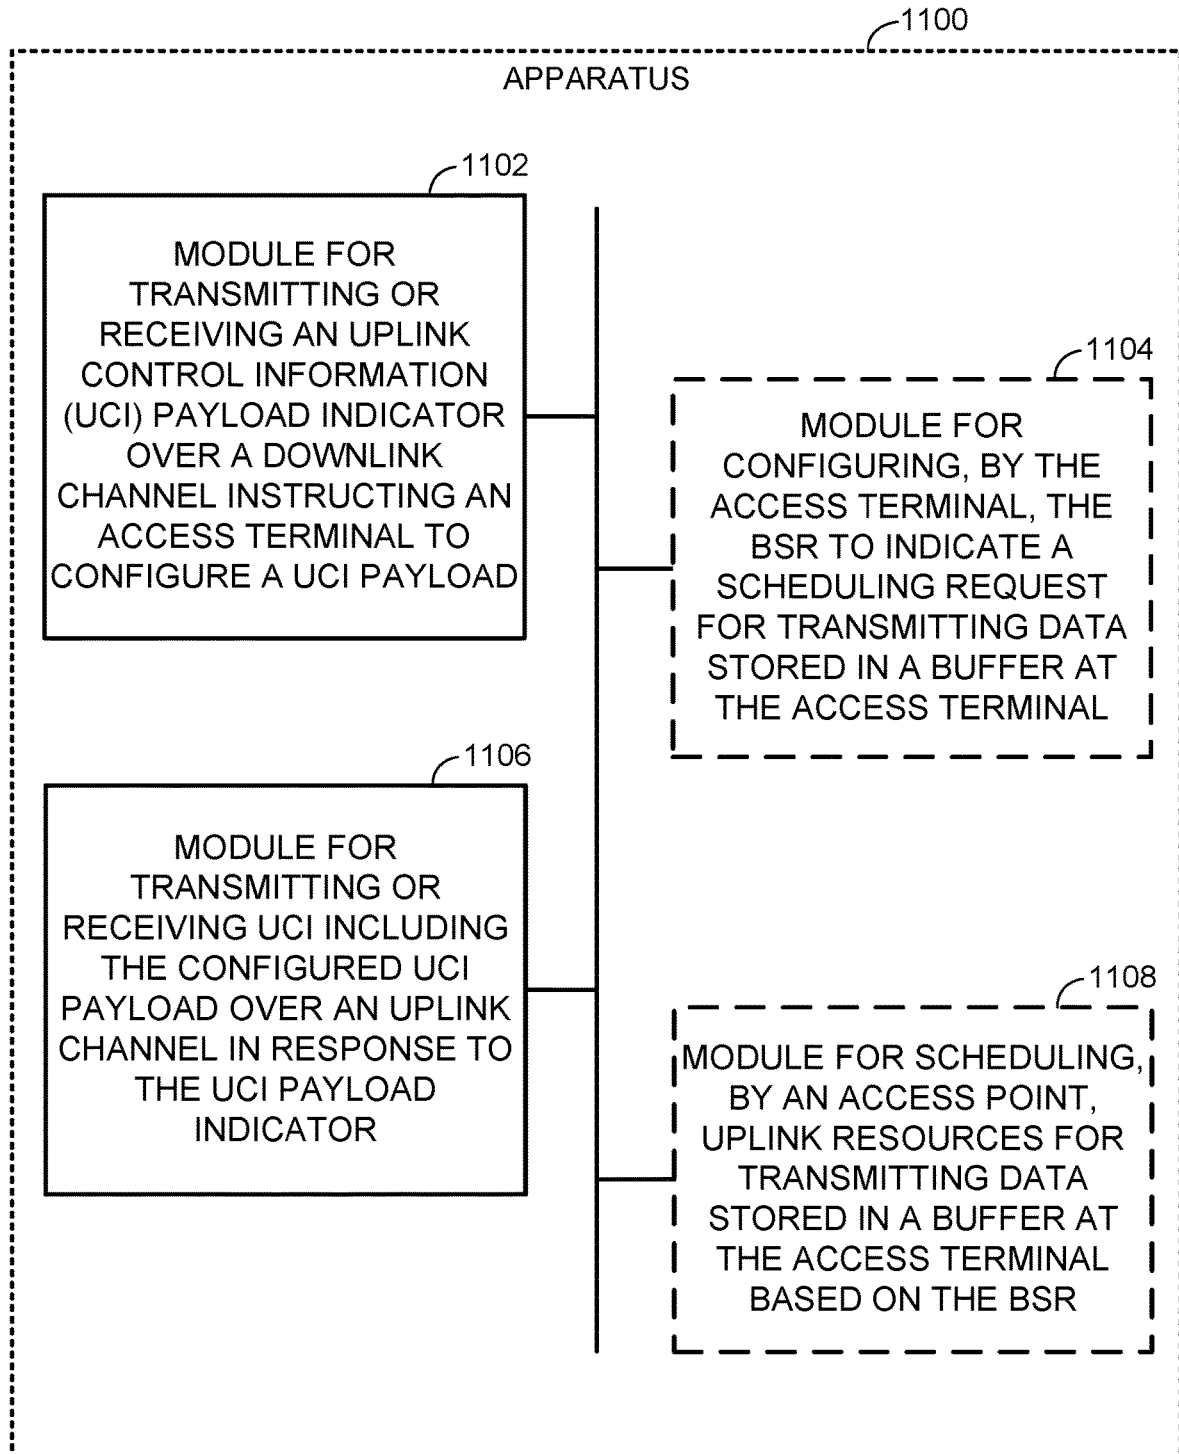 1100
APPARATUS
1102
MODULE FOR
TRANSMITTING OR
RECEIVING AN UPLINK
CONTROL INFORMATION
(UCI) PAYLOAD INDICATOR
OVER A DOWNLINK
CHANNEL INSTRUCTING AN
ACCESS TERMINAL TO
CONFIGURE A UCI PAYLOAD
1104
MODULE FOR
CONFIGURING, BY THE
ACCESS TERMINAL, THE
BSR TO INDICATE A
SCHEDULING REQUEST
FOR TRANSMITTING DATA
STORED IN A BUFFER AT
THE ACCESS TERMINAL
1106
MODULE FOR
TRANSMITTING OR
RECEIVING UCI INCLUDING
THE CONFIGURED UCI
PAYLOAD OVER AN UPLINK
CHANNEL IN RESPONSE TO
THE UCI PAYLOAD
INDICATOR
1108
MODULE FOR SCHEDULING,
BY AN ACCESS POINT,
UPLINK RESOURCES FOR
TRANSMITTING DATA
STORED IN A BUFFER AT
THE ACCESS TERMINAL
BASED ON THE BSR